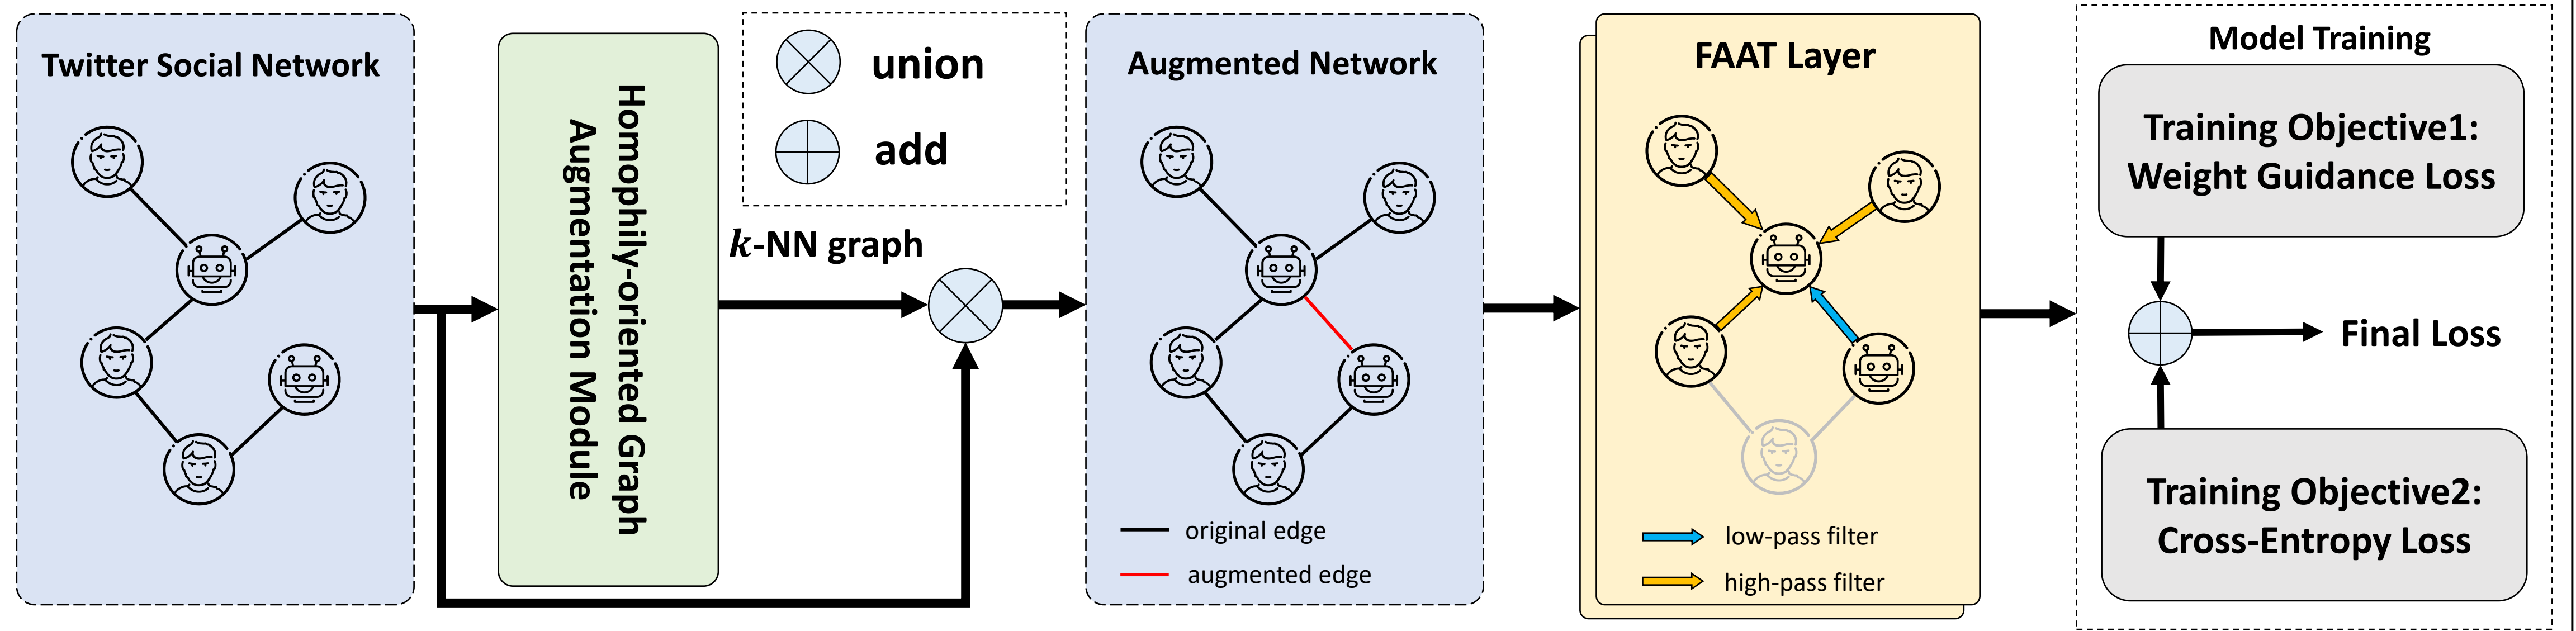 Twitter Social Network
Homophily-oriented Graph
Augmentation Module
union
add
k-NN graph
Augmented Network
original edge
augmented edge
FAAT Layer
low-pass filter
high-pass filter
Model Training
Training Objective1:
Weight Guidance Loss
Final Loss
Training Objective2:
Cross-Entropy Loss